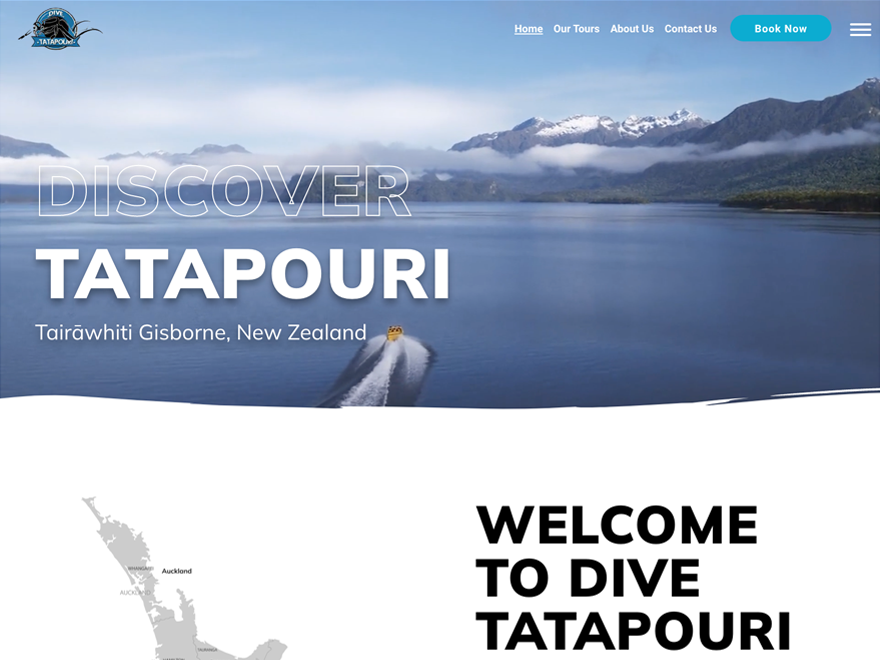 DIVE
-TATAPOURI-
Home
Our Tours
About Us
Contact Us
Book Now
DISCOVER
TATAPOURI
Tairāwhiti Gisborne, New Zealand
WELCOME
TO DIVE
TATAPOURI
WHANGAREI
Auckland
AUCKLAND
TAURANGA